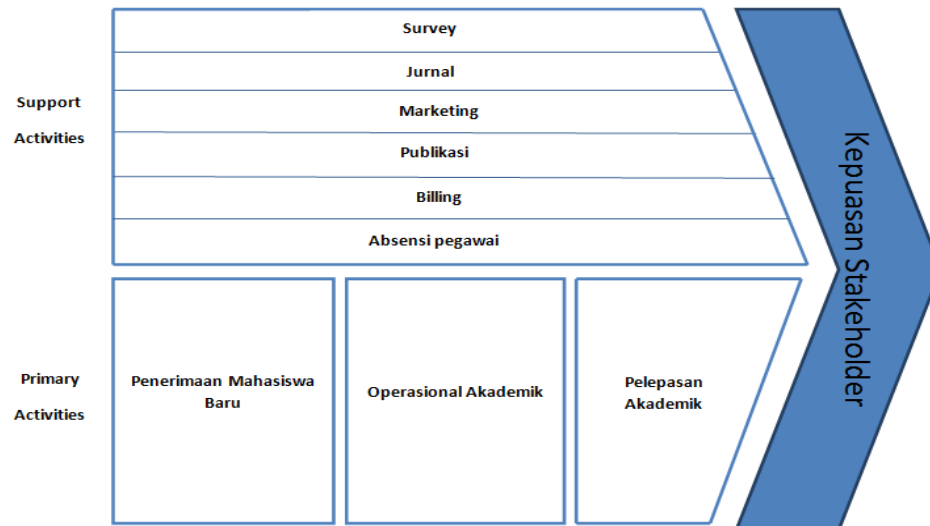 Support
Activities
Survey
Jurnal
Marketing
Publikasi
Billing
Absensi pegawai
Primary
Activities
Penerimaan Mahasiswa
Baru
Operasional Akademik
Pelepasan
Akademik
Kepuasan Stakeholder